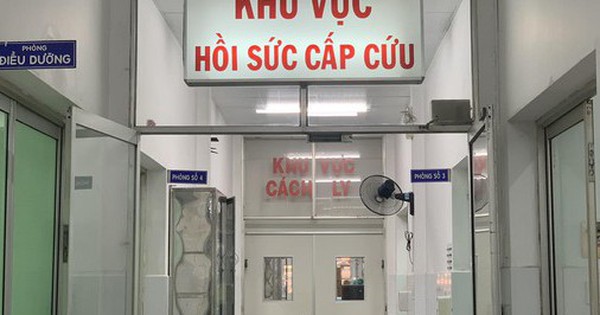 KHU VỰC
HỒI SỨC CẤP CỨU
PHÒNG
ĐIỀU DƯỠNG
KHU VỰC
CÁCH LY
PHÒNG SỐ 4
PHÒNG SỐ 3